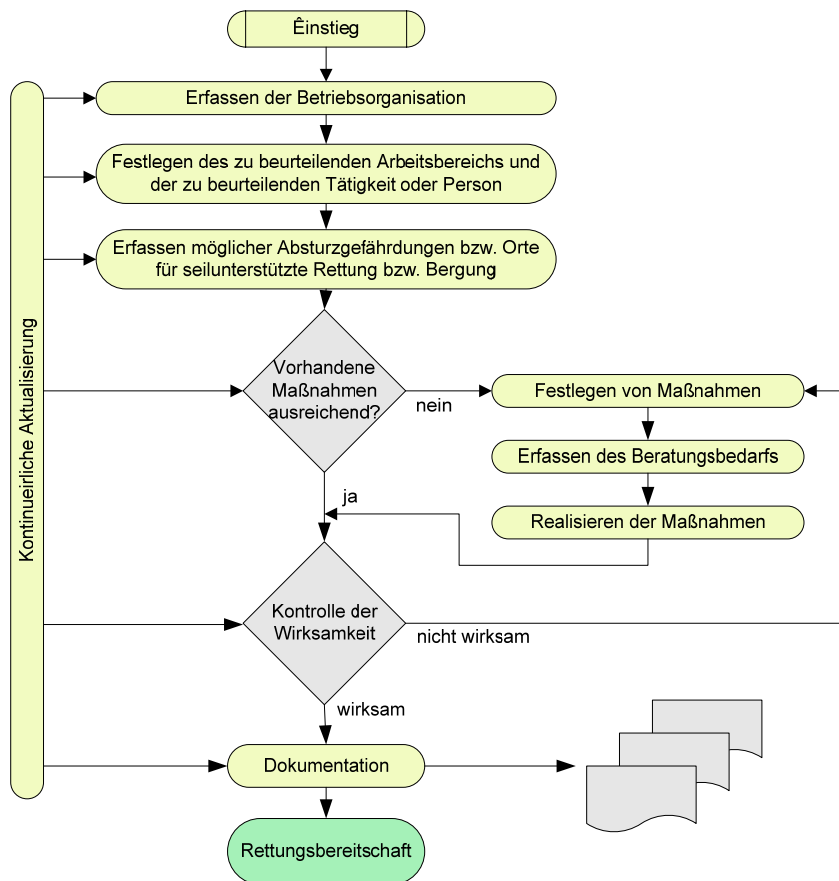 Êinstieg
Erfassen der Betriebsorganisation
Festlegen des zu beurteilenden Arbeitsbereichs und
der zu beurteilenden Tätigkeit oder Person
Erfassen möglicher Absturzgefährdungen bzw. Orte
für seilunterstützte Rettung bzw. Bergung
Kontinueirliche Aktualisierung
Vorhandene
Maßnahmen
ausreichend?
nein
Festlegen von Maßnahmen
Erfassen des Beratungsbedarfs
Realisieren der Maßnahmen
ja
Kontrolle der
Wirksamkeit
nicht wirksam
wirksam
Dokumentation
Rettungsbereitschaft